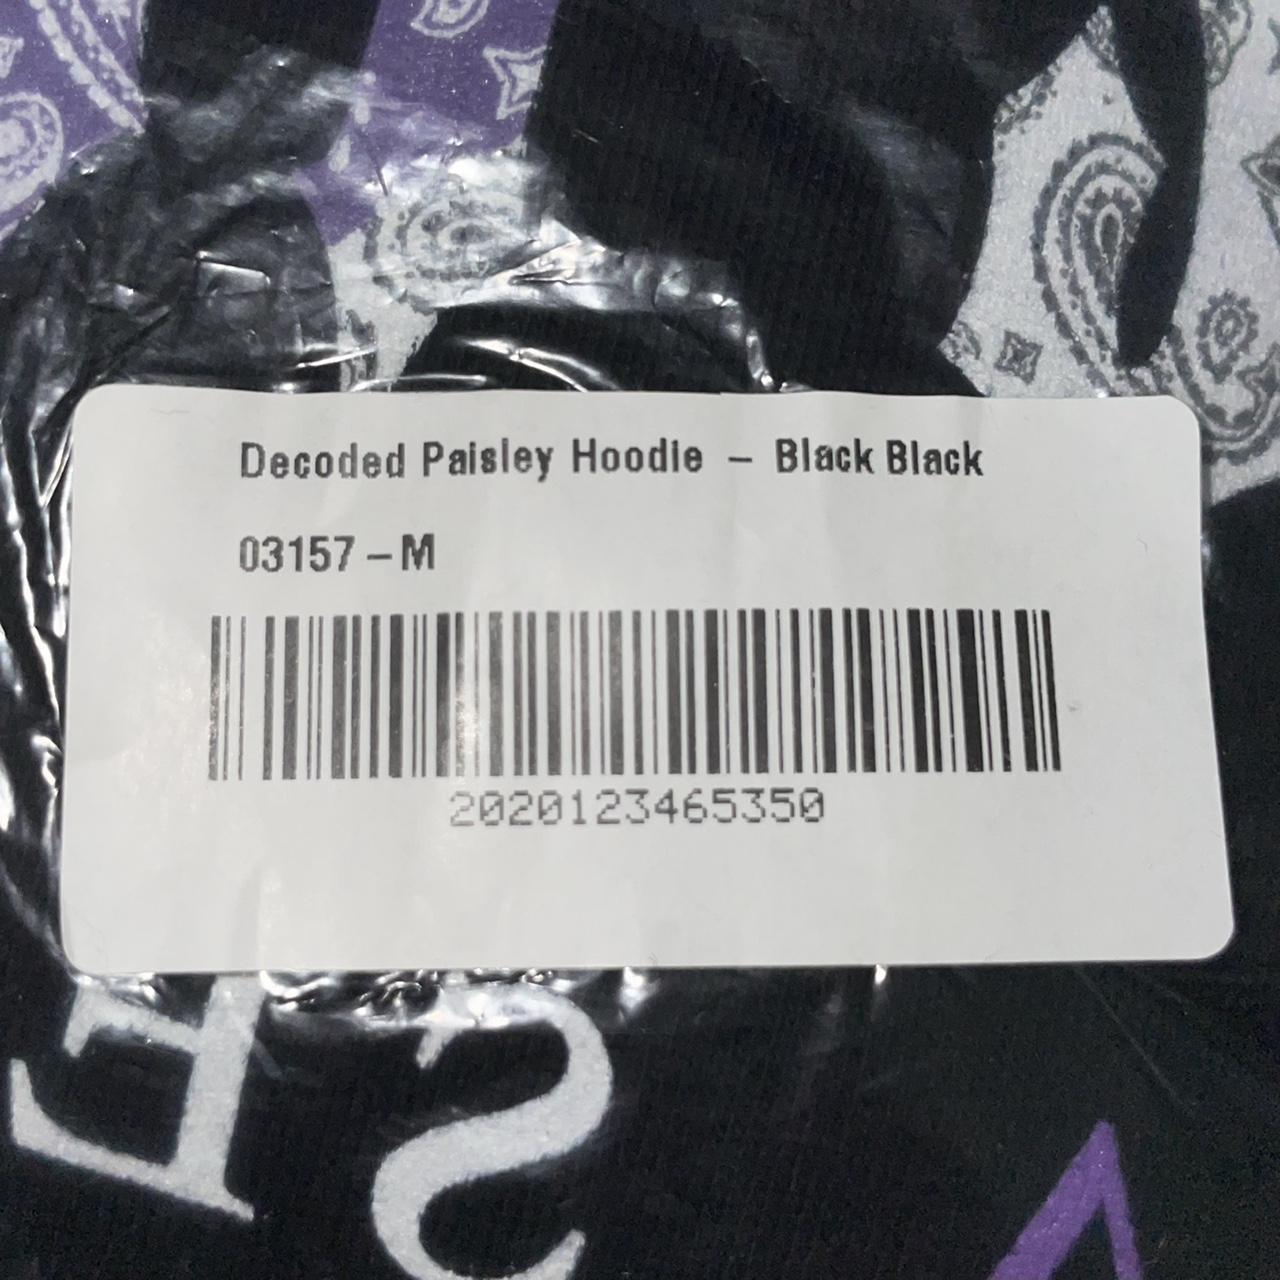 Decoded Paisley Hoodie – Black Black
03157 – M
2020123465350